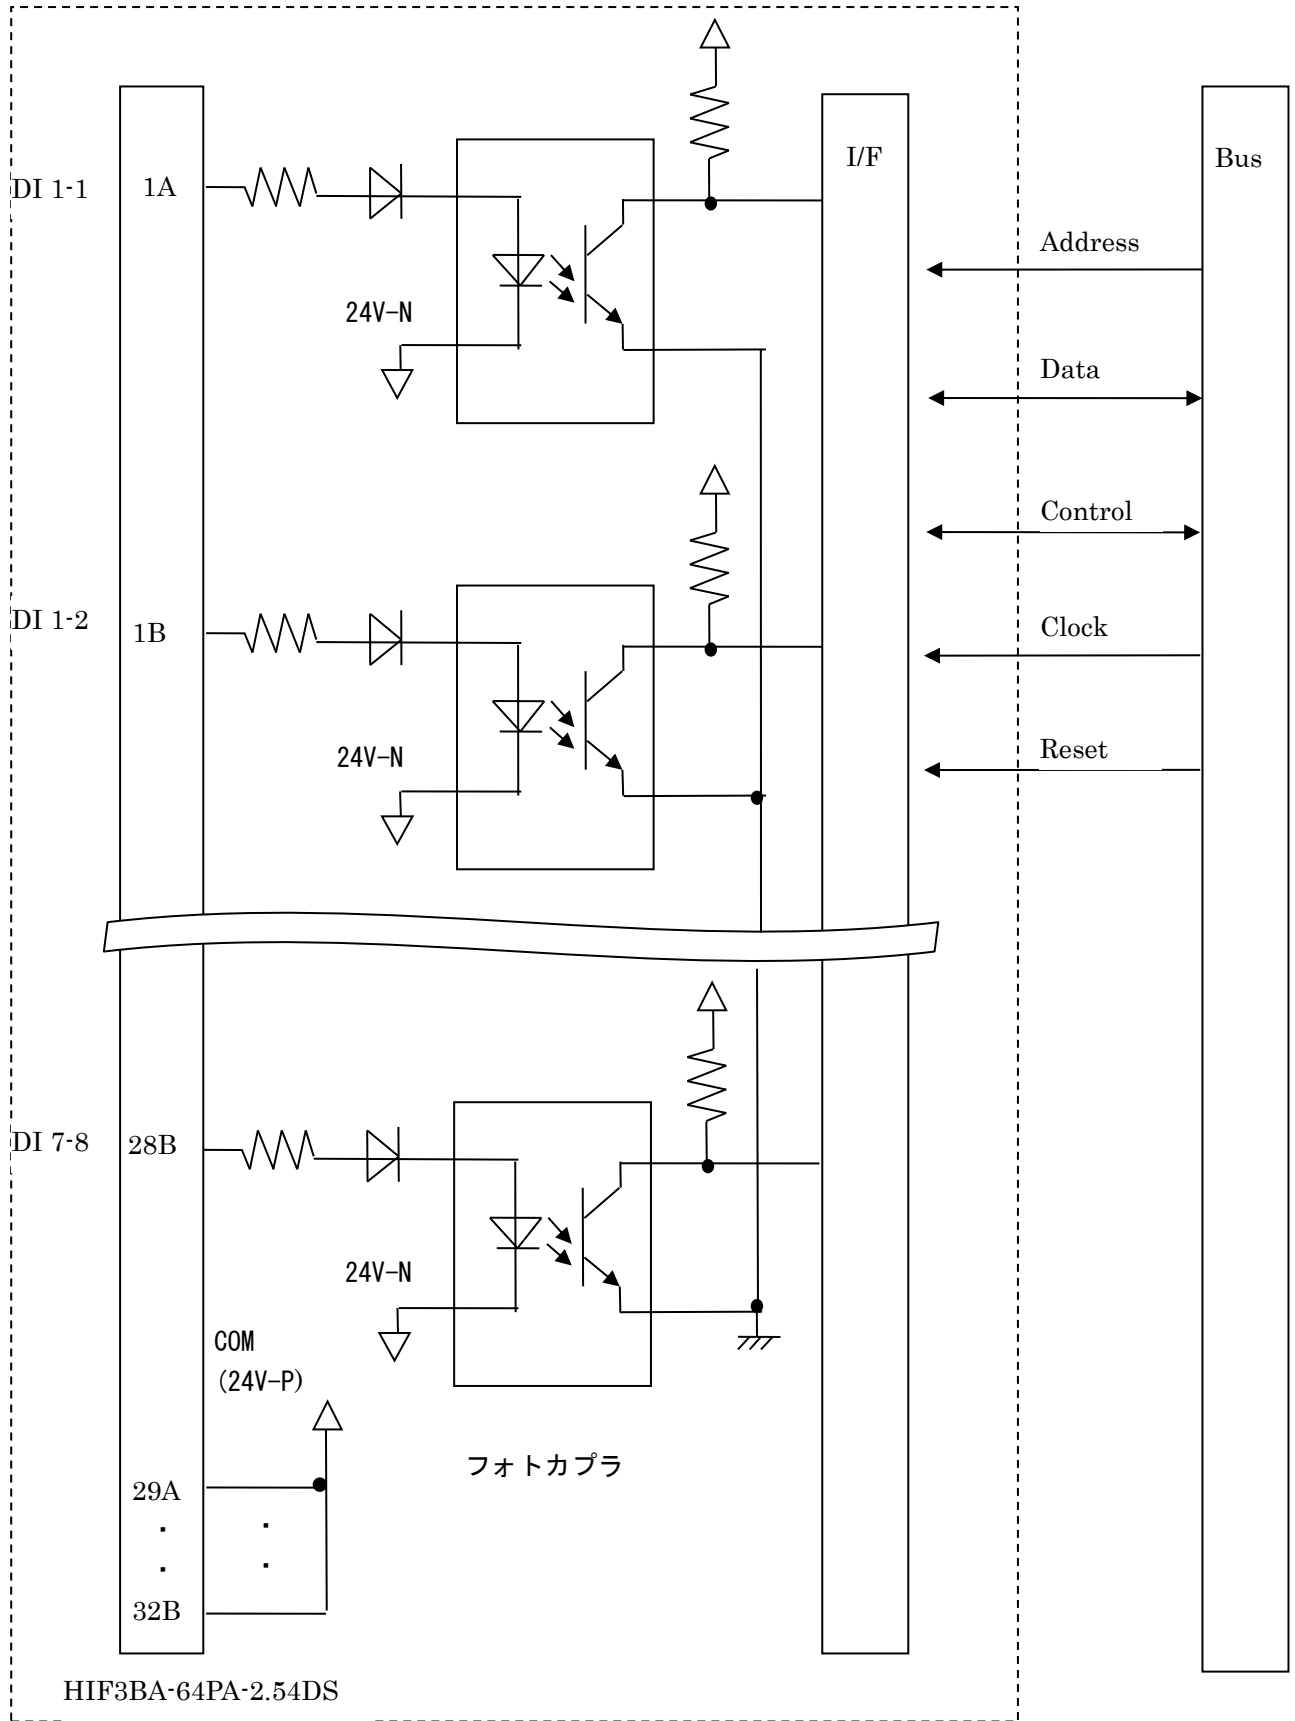 I/F
Bus
DI 1-1
1A
Address
24V-N
Data
Control
DI 1-2
1B
Clock
24V-N
Reset
DI 7-8
28B
24V-N
COM
(24V-P)
フォトカプラ
29A
・ ・
・ ・
32B
HIF3BA-64PA-2.54DS